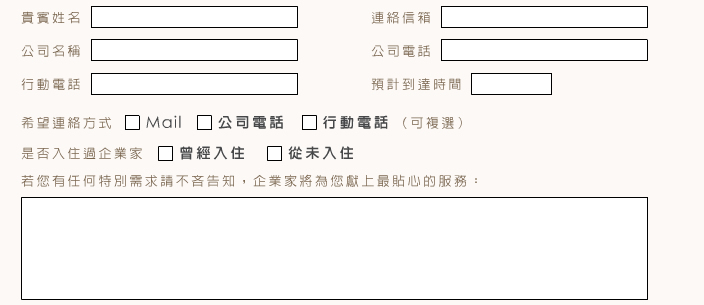 貴賓姓名 連絡信箱
公司名稱 公司電話
行動電話 預計到達時間
希望連絡方式 Mail 公司電話 行動電話（可複選）
是否入住過企業家 曾經入住 從未入住
若您有任何特別需求請不吝告知，企業家將為您獻上最貼心的服務：